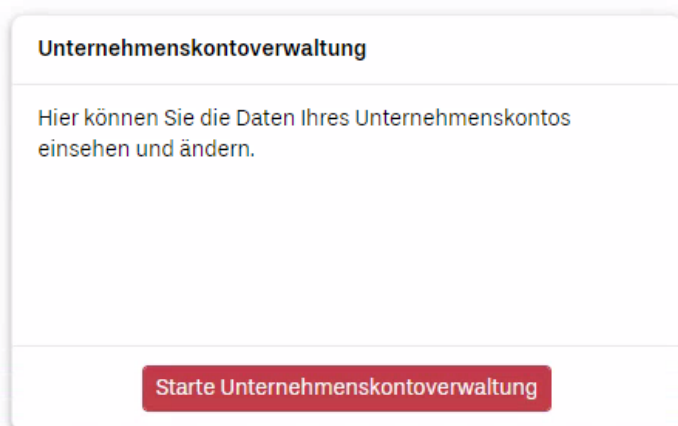 Unternehmenskontoverwaltung
Hier können Sie die Daten Ihres Unternehmenskontos
einsehen und ändern.
Starte Unternehmenskontoverwaltung